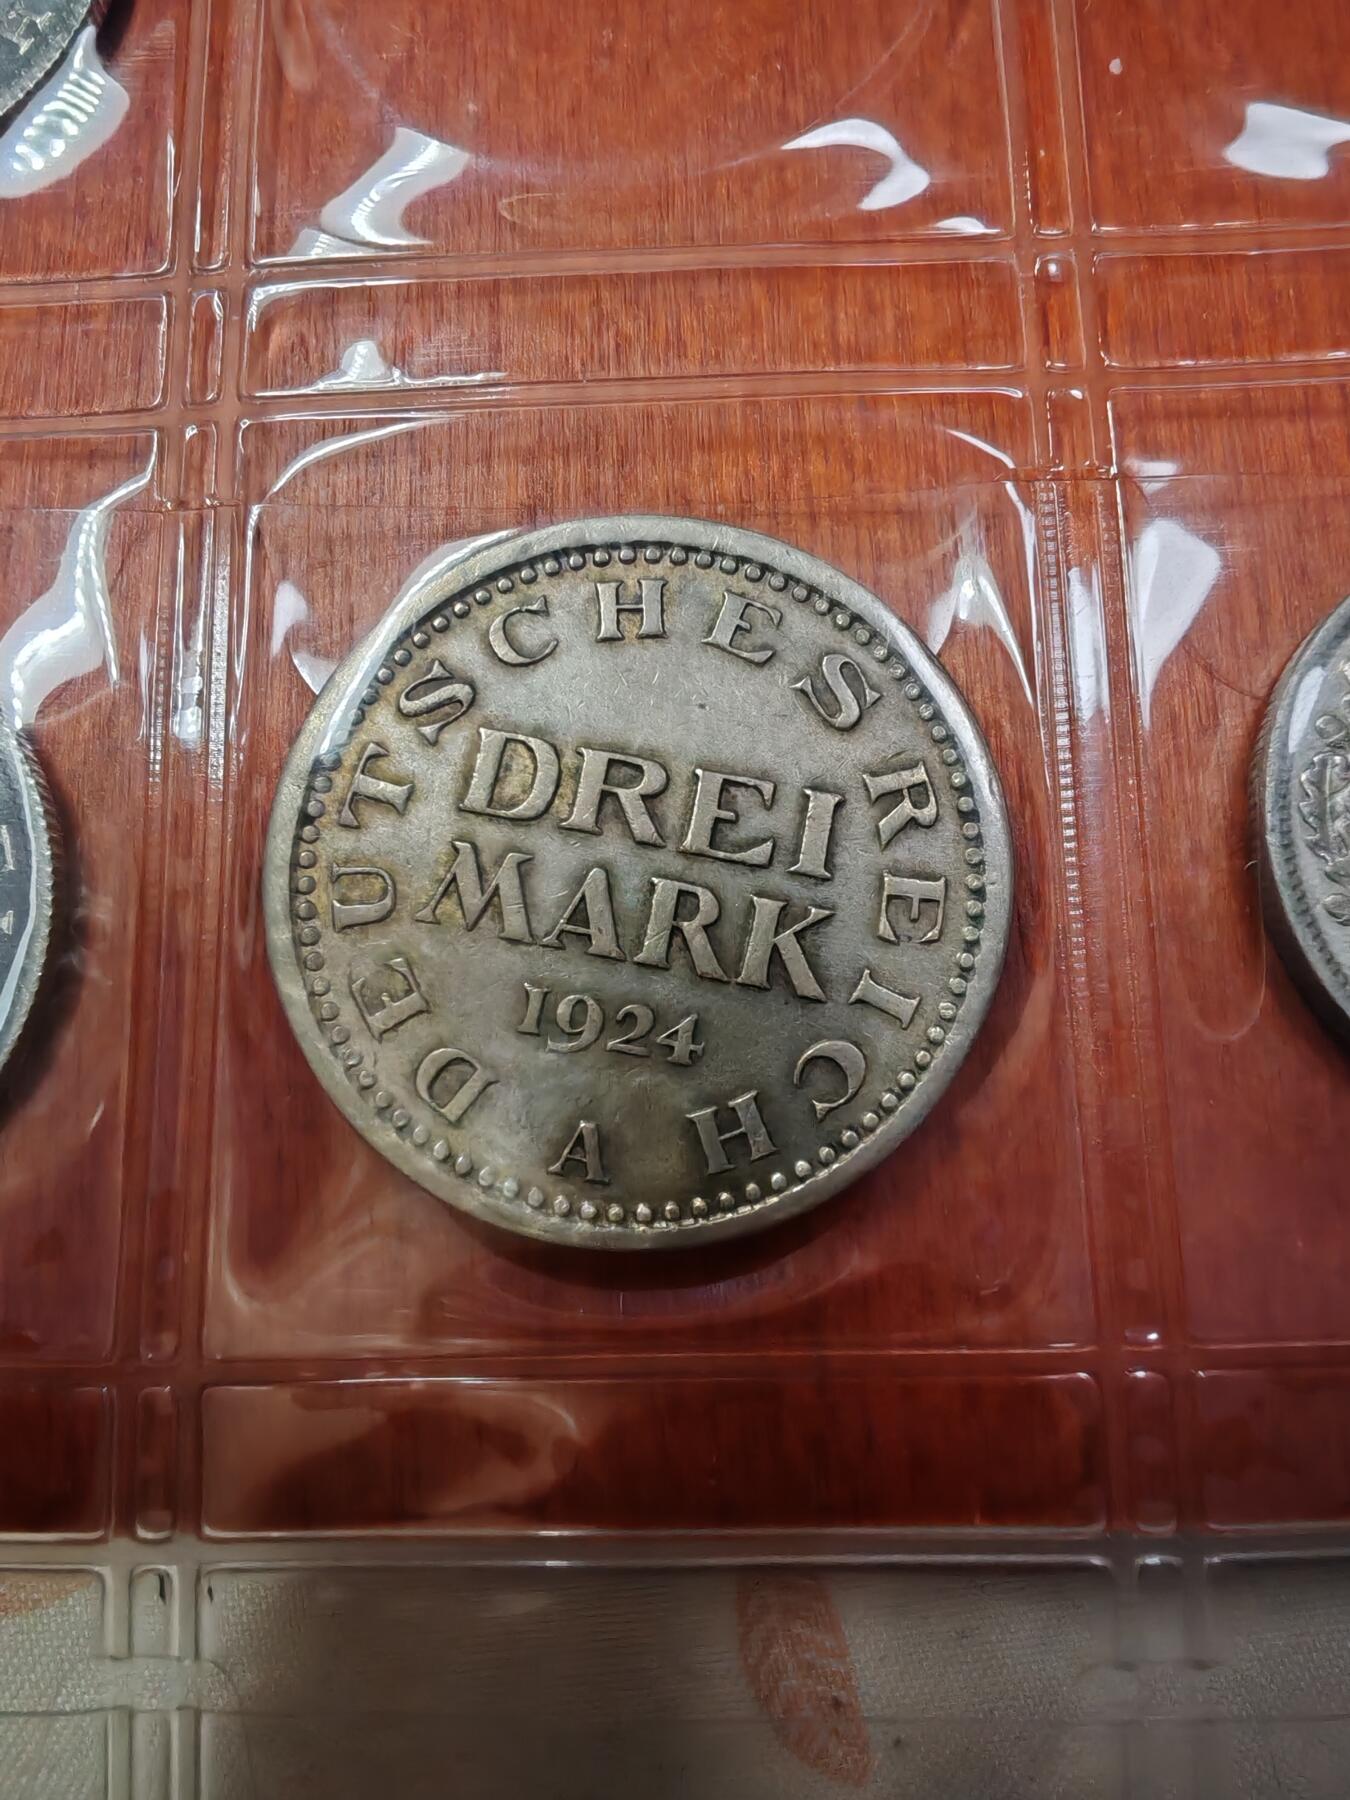 DEUTSCHES REICH
DREI
MARK
1924
A